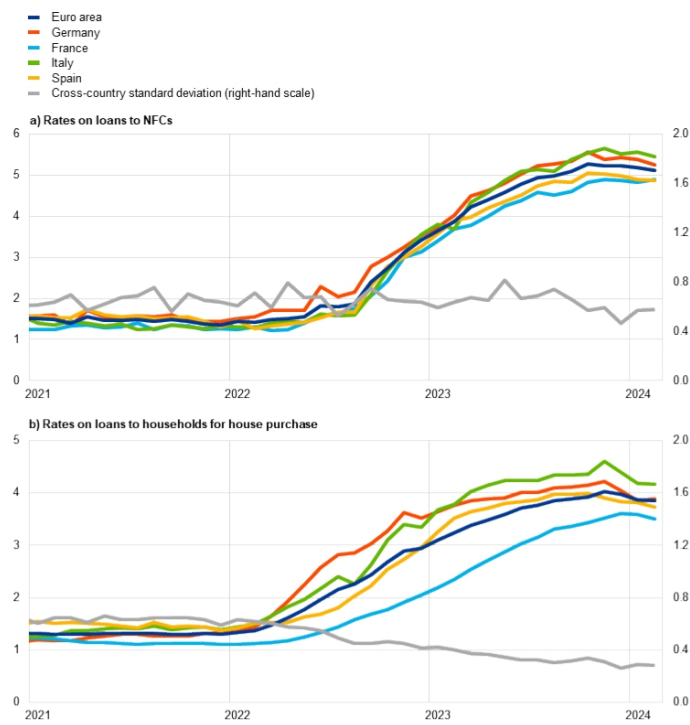 Euro area
Germany
France
Italy
Spain
Cross-country standard deviation (right-hand scale)
a) Rates on loans to NFCs
6 2.0
5 1.6
4 1.2
3
2 0.8
1 0.4
0 0.0
2021 2022 2023 2024
b) Rates on loans to households for house purchase
5 2.0
4 1.6
3 1.2
2 0.8
1 0.4
0 0.0
2021 2022 2023 2024